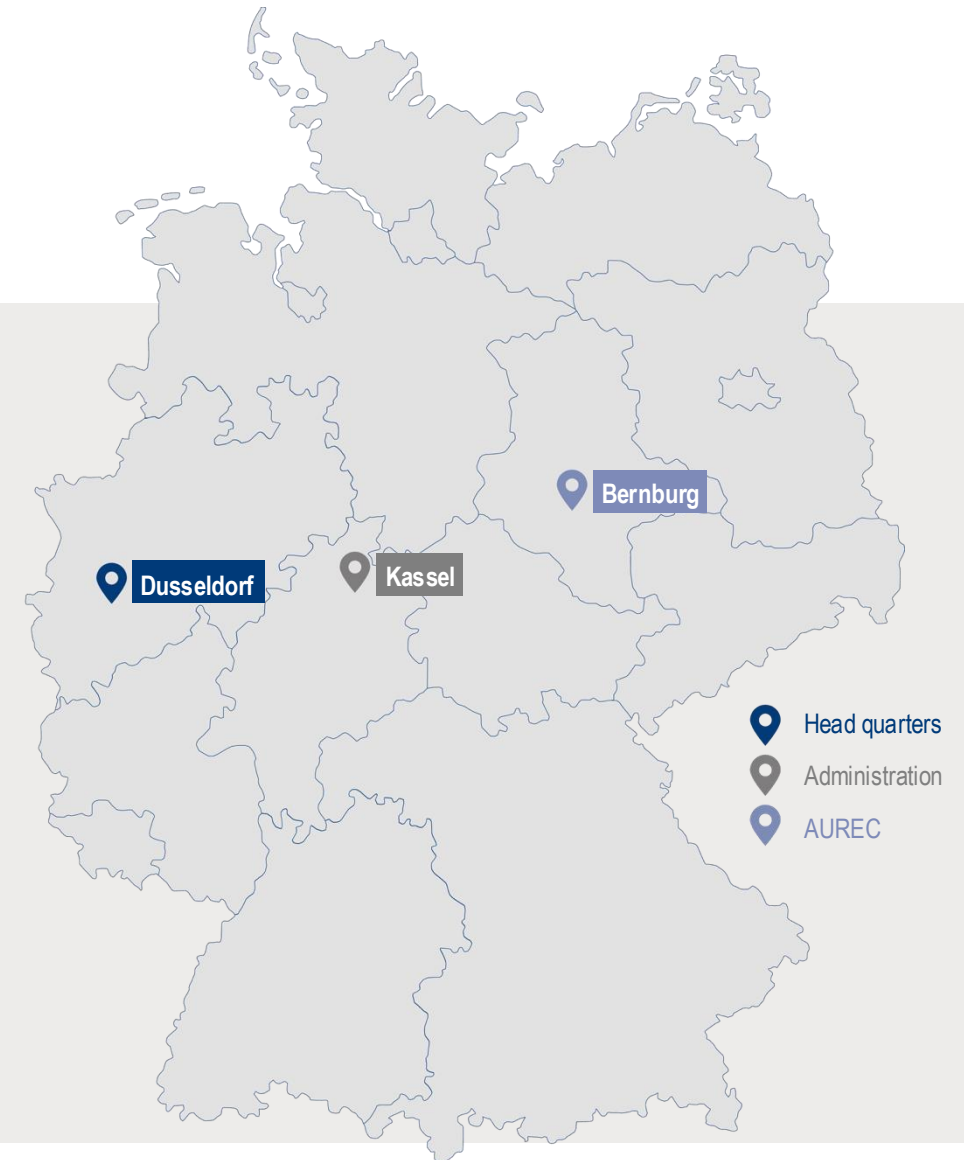 Bernburg
Dusseldorf
Kassel
Head quarters
Administration
AUREC